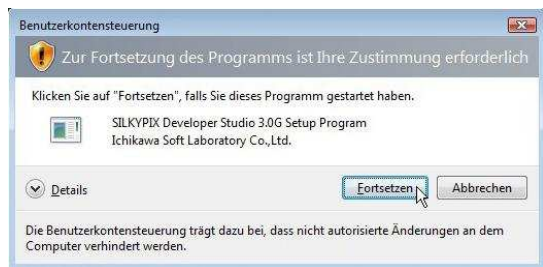 Benutzerkontensteuerung
Zur Fortsetzung des Programms ist Ihre Zustimmung erforderlich
Klicken Sie auf "Fortsetzen", falls Sie dieses Programm gestartet haben.
SILKYPIX Developer Studio 3.0G Setup Program
Ichikawa Soft Laboratory Co.,Ltd.
Details
Fortsetzen
Abbrechen
Die Benutzerkontensteuerung trägt dazu bei, dass nicht autorisierte Änderungen an dem
Computer verhindert werden.